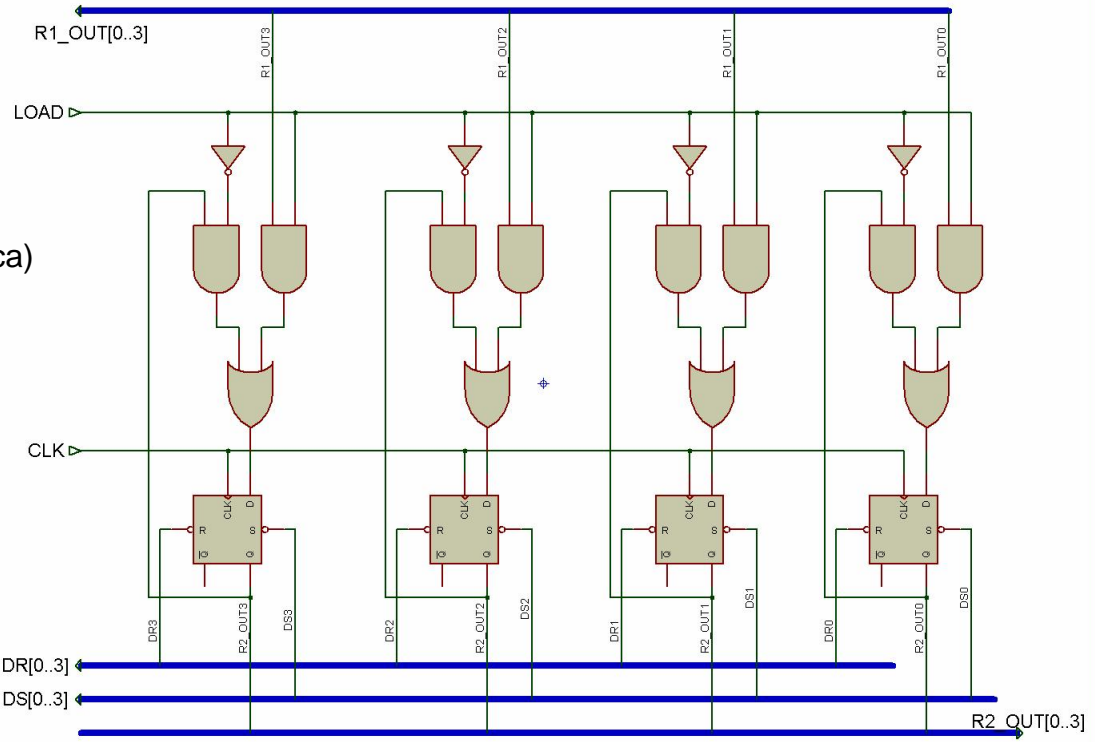 R1_OUT[0..3]
R1_OUT3
R1_OUT2
R1_OUT1
R1_OUT0
LOAD
ca)
CLK
CLK D
R S
Q Q
CLK D
R S
Q Q
CLK D
R S
Q Q
CLK D
R S
Q Q
DR3
R2_OUT3
DS3
DR2
R2_OUT2
DS2
DR1
R2_OUT1
DS1
DR0
R2_OUT0
DS0
DR[0..3]
DS[0..3]
R2_OUT[0..3]